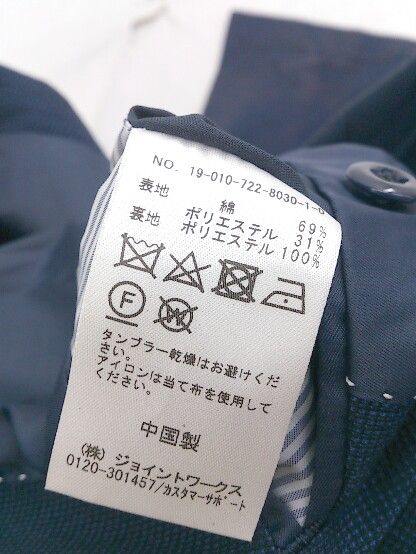 NO. 19-010-722-8030-1-0
表地 綿 69%
ポリエステル 31%
裏地 ポリエステル 100%
F
W
タンブラー乾燥はお避けくだ
さい。
アイロンは当て布を使用して
ください。
中国製
(株) ジョイントワークス
0120-301457/カスタマーサポート